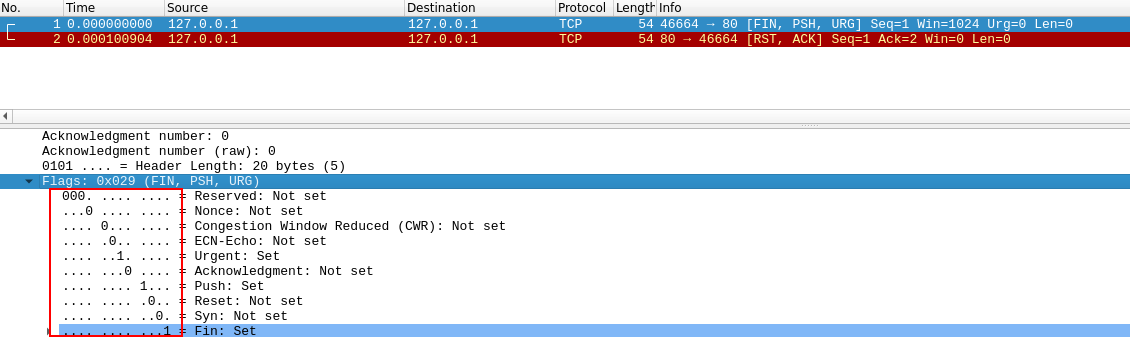 No. Time Source Destination Protocol Length Info
1 0.000000000 127.0.0.1 127.0.0.1 TCP 54 46664 → 80 [FIN, PSH, URG] Seq=1 Win=1024 Urg=0 Len=0
2 0.000100904 127.0.0.1 127.0.0.1 TCP 54 80 → 46664 [RST, ACK] Seq=1 Ack=2 Win=0 Len=0
Acknowledgment number: 0
Acknowledgment number (raw): 0
0101 .... = Header Length: 20 bytes (5)
Flags: 0x029 (FIN, PSH, URG)
000. .... .... = Reserved: Not set
...0 .... .... = Nonce: Not set
.... 0... .... = Congestion Window Reduced (CWR): Not set
.... .0.. .... = ECN-Echo: Not set
.... ..1. .... = Urgent: Set
.... ...0 .... = Acknowledgment: Not set
.... .... 1... = Push: Set
.... .... .0.. = Reset: Not set
.... .... ..0. = Syn: Not set
.... .... ...1 = Fin: Set